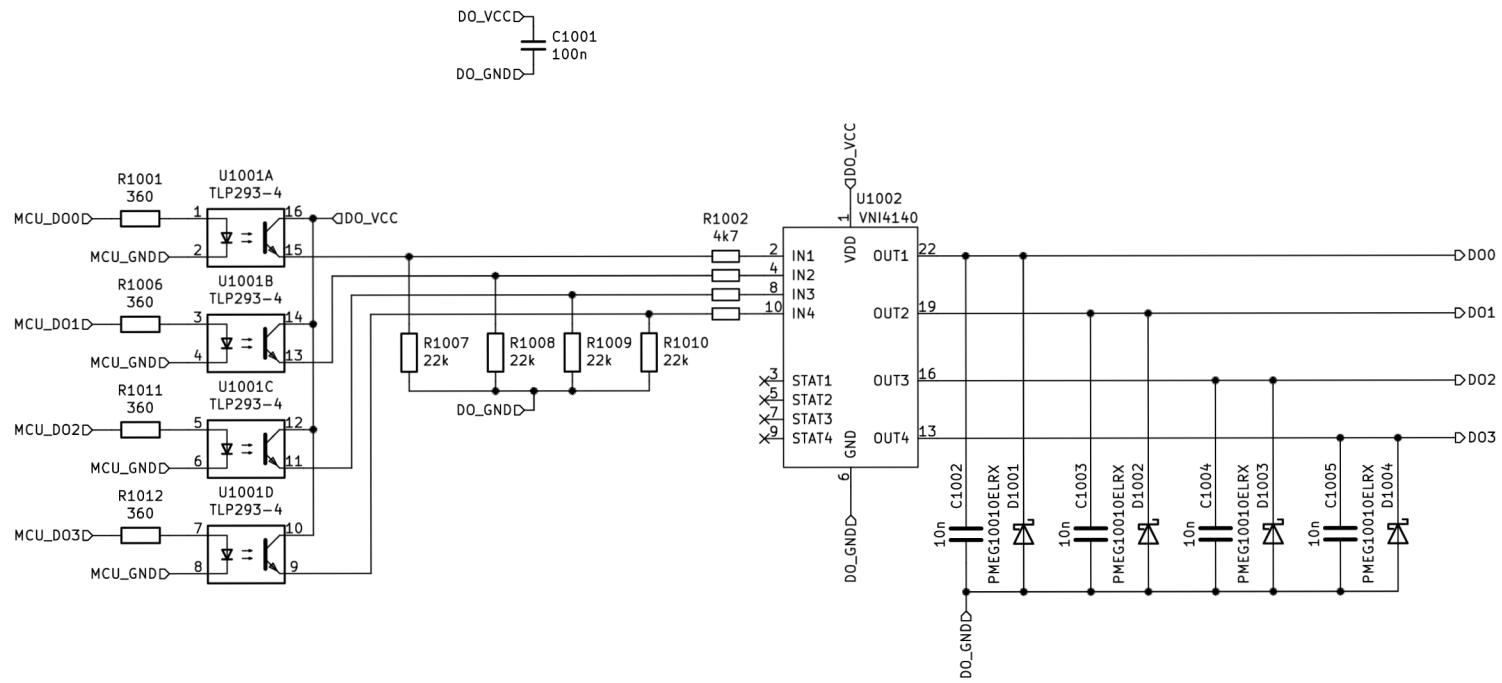 DO_VCC
C1001
100n
DO_GND
DO_VCC
R1001
360
U1001A
TLP293-4
MCU_DO0
1
16
DO_VCC
MCU_GND
2
15
R1006
360
U1001B
TLP293-4
MCU_DO1
3
14
MCU_GND
4
13
R1011
360
U1001C
TLP293-4
MCU_DO2
5
12
MCU_GND
6
11
R1012
360
U1001D
TLP293-4
MCU_DO3
7
10
MCU_GND
8
9
R1007
22k
R1008
22k
R1009
22k
R1010
22k
DO_GND
R1002
4k7
U1002
VNI4140
1
VDD
2
IN1
4
IN2
8
IN3
10
IN4
3
STAT1
5
STAT2
7
STAT3
9
STAT4
GND
6
DO_GND
OUT1
22
DO0
OUT2
19
DO1
OUT3
16
DO2
OUT4
13
DO3
C1002
10n
D1001
PMEG10010ELRX
C1003
10n
D1002
PMEG10010ELRX
C1004
10n
D1003
PMEG10010ELRX
C1005
10n
D1004
PMEG10010ELRX
DO_GND